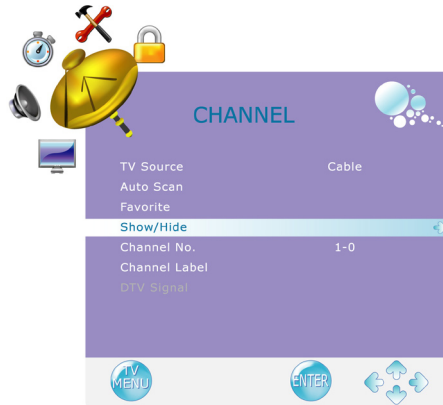 CHANNEL
TV Source Cable
Auto Scan
Favorite
Show/Hide
Channel No. 1-0
Channel Label
DTV Signal
TV
MENU
ENTER